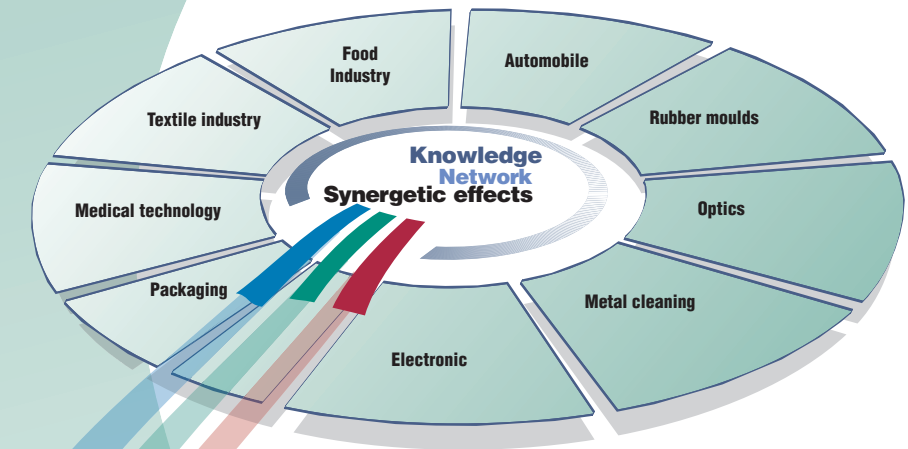 Food
Industry
Automobile
Textile industry
Rubber moulds
Knowledge
Network
Synergetic effects
Medical technology
Optics
Packaging
Metal cleaning
Electronic